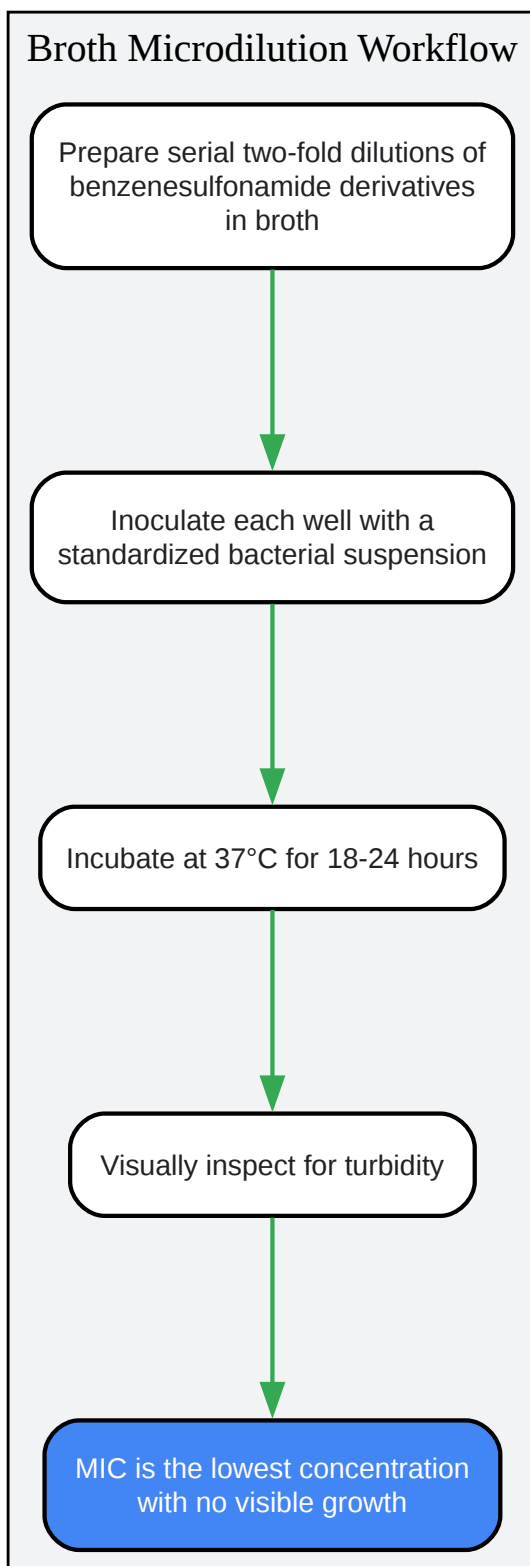 Broth Microdilution Workflow
Prepare serial two-fold dilutions of
benzenesulfonamide derivatives
in broth
Inoculate each well with a
standardized bacterial suspension
Incubate at 37°C for 18-24 hours
Visually inspect for turbidity
MIC is the lowest concentration
with no visible growth